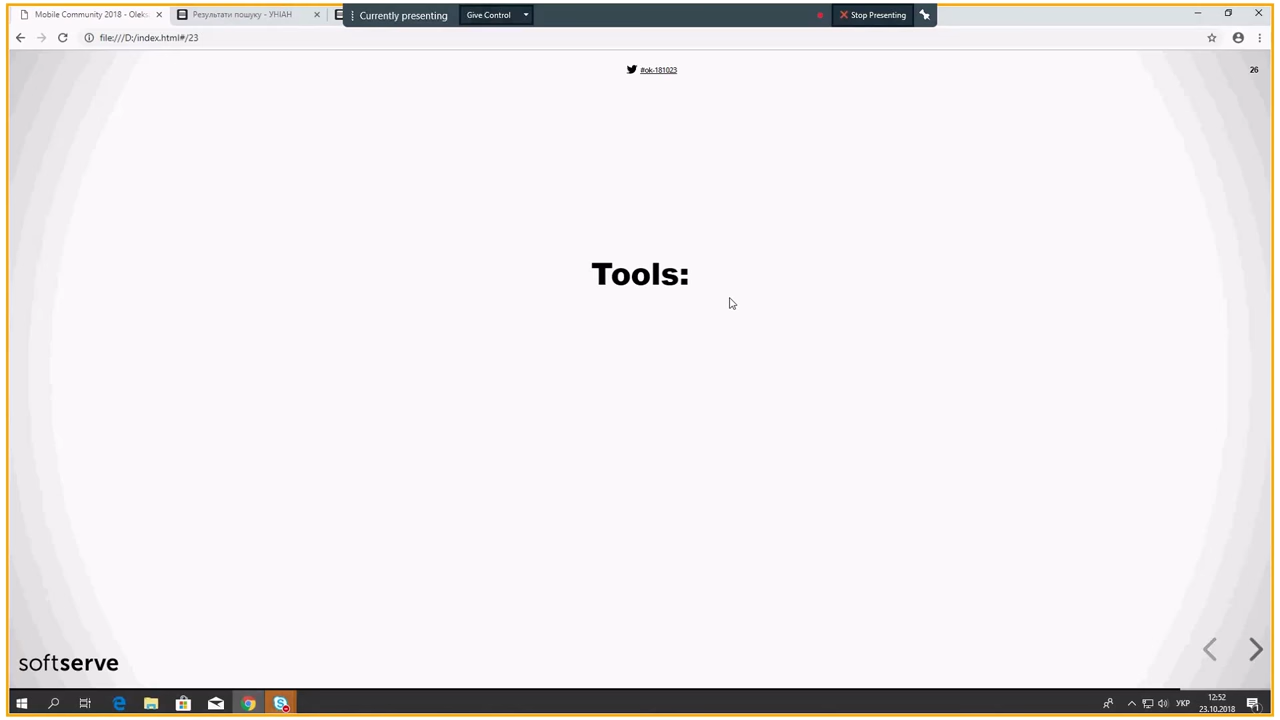 Mobile Community 2018 - Oleks
Результати пошуку - УНІАН
Currently presenting
Give Control
Stop Presenting
file:///D:/index.html#/23
#ok-181023
26
Tools:
softserve
УКР
12:52
23.10.2018
1